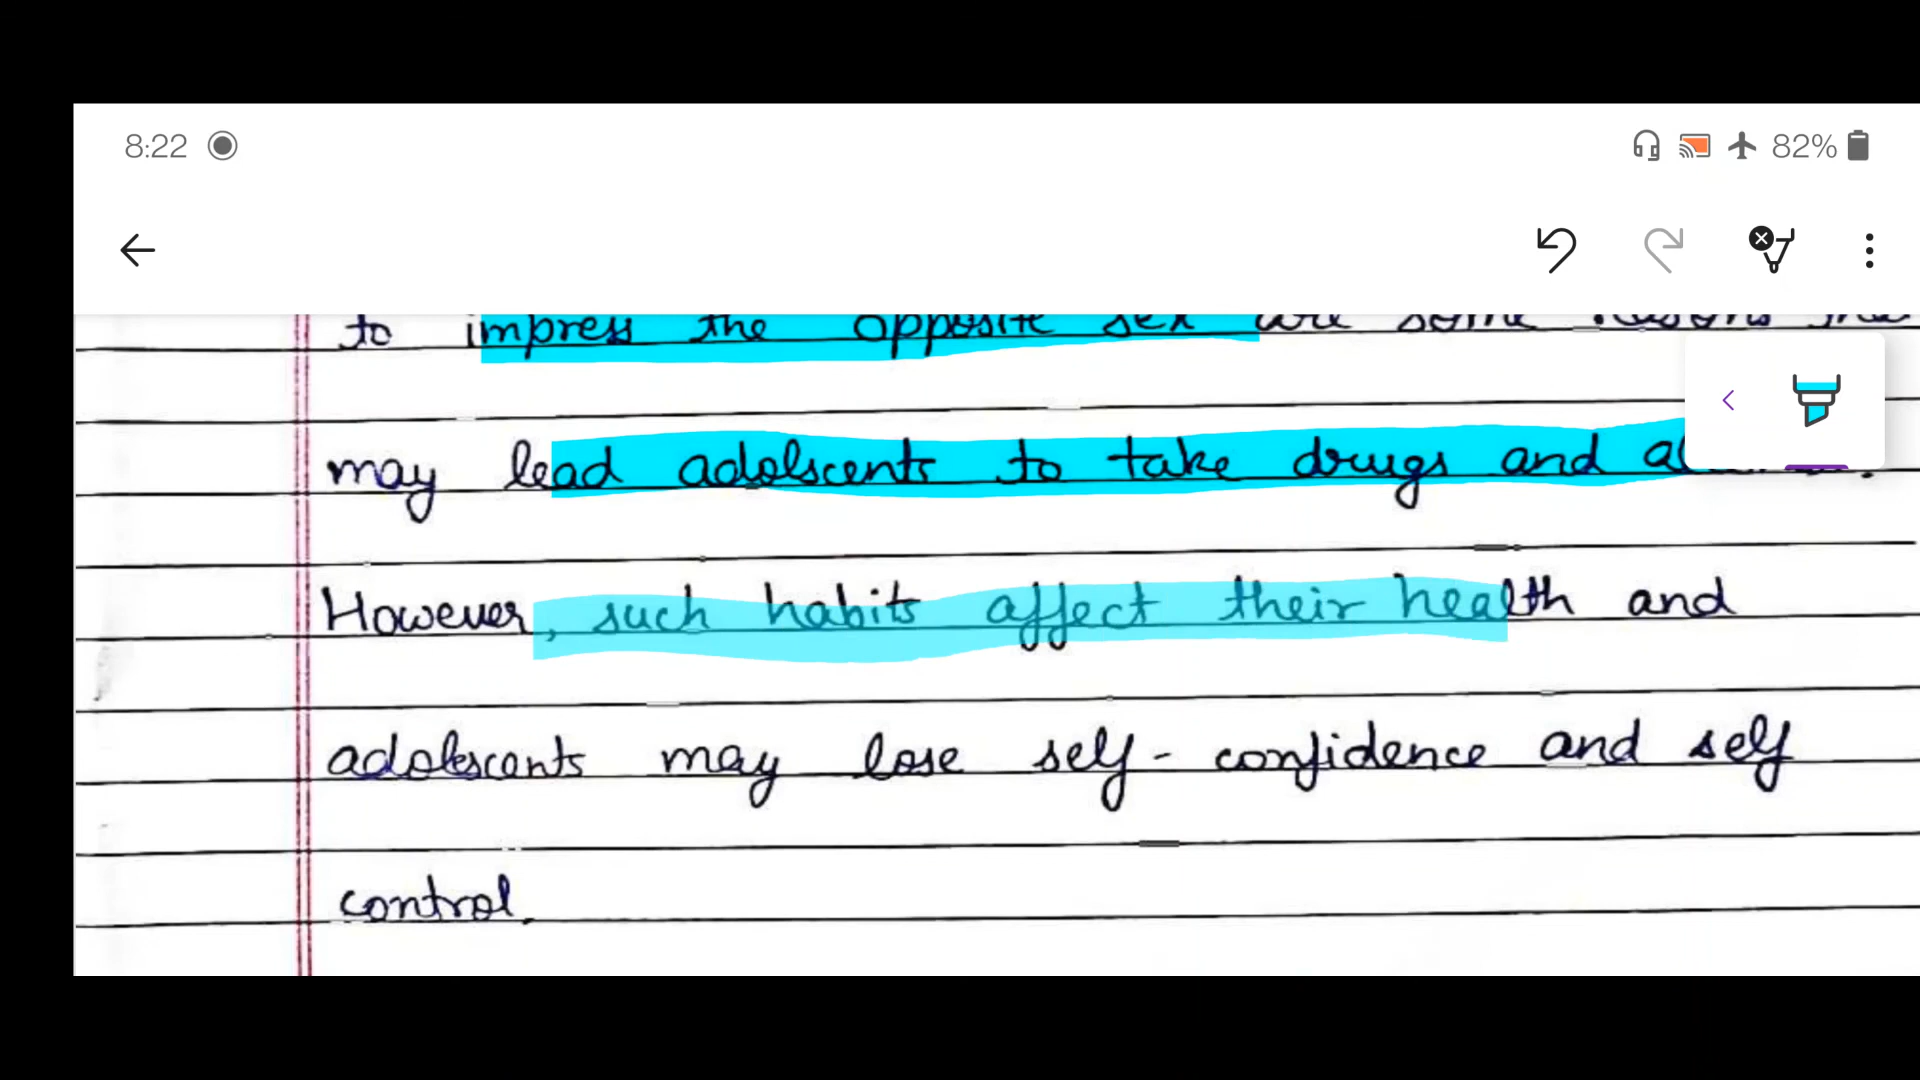 8:22 82%
to impress the opposite sex are some reasons
may lead adolscents to take drugs and
However, such habits affect their health and
adolescents may lose self-confidence and self
control.